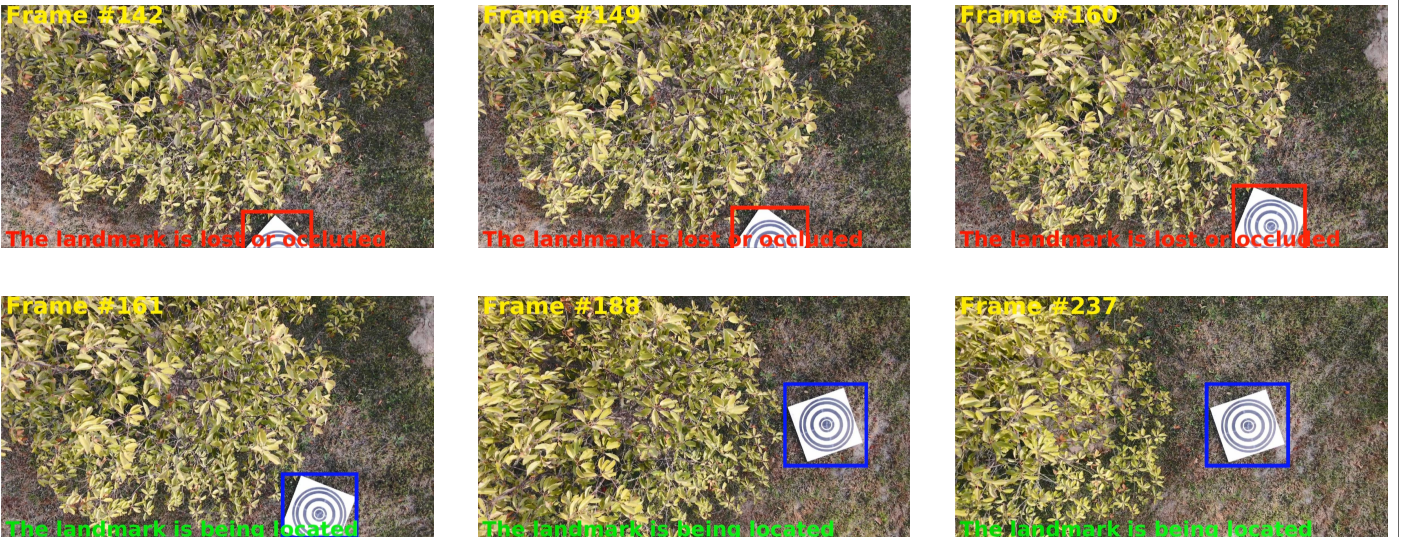 Frame #142
Frame #149
Frame #160
The landmark is lost or occluded
The landmark is lost or occluded
The landmark is lost or occluded
Frame #161
Frame #188
Frame #237
The landmark is being located
The landmark is being located
The landmark is being located